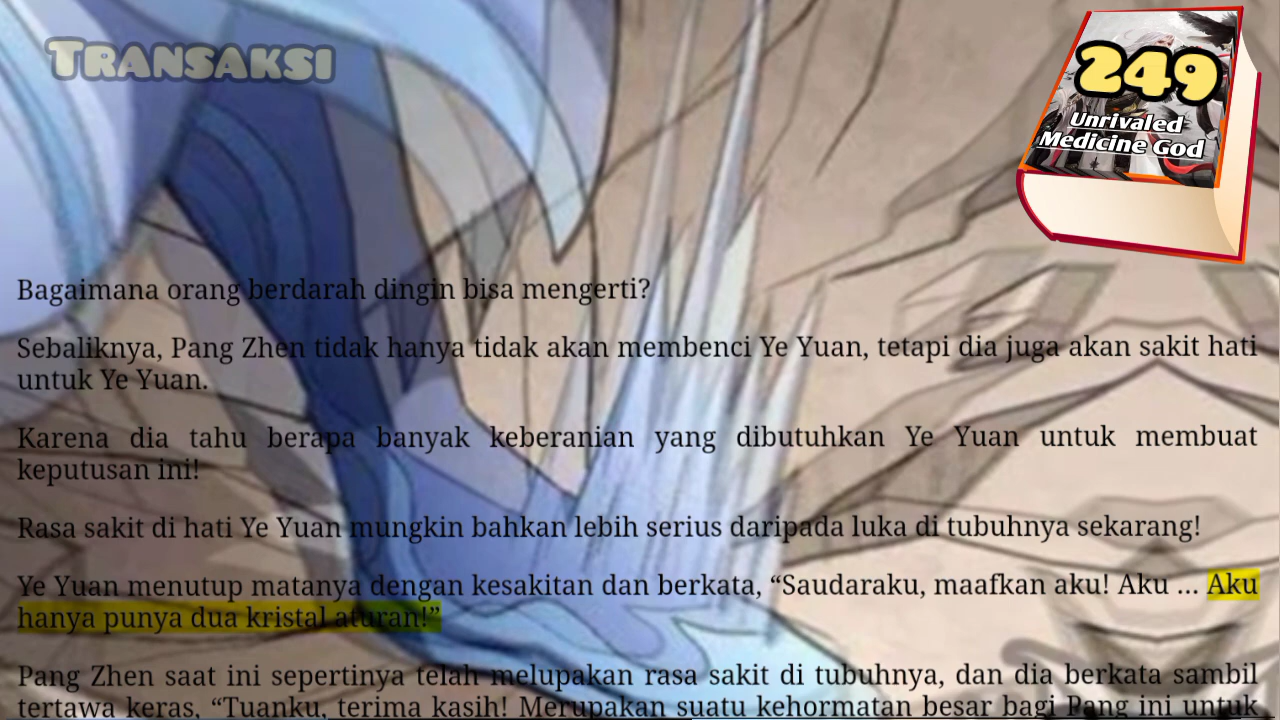 Transaksi
249
Unrivaled
Medicine God
Bagaimana orang berdarah dingin bisa mengerti?
Sebaliknya, Pang Zhen tidak hanya tidak akan membenci Ye Yuan, tetapi dia juga akan sakit hati
untuk Ye Yuan.
Karena dia tahu berapa banyak keberanian yang dibutuhkan Ye Yuan untuk membuat
keputusan ini!
Rasa sakit di hati Ye Yuan mungkin bahkan lebih serius daripada luka di tubuhnya sekarang!
Ye Yuan menutup matanya dengan kesakitan dan berkata, “Saudaraku, maafkan aku! Aku … Aku
hanya punya dua kristal aturan!”
Pang Zhen saat ini sepertinya telah melupakan rasa sakit di tubuhnya, dan dia berkata sambil
tertawa keras, “Tuanku, terima kasih! Merupakan suatu kehormatan besar bagi Pang ini untuk